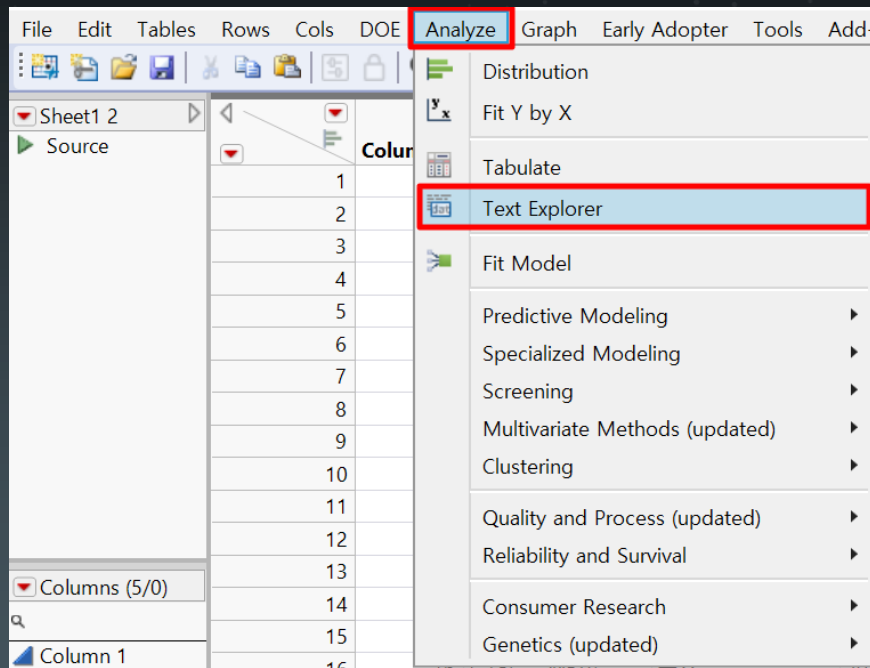 File Edit Tables Rows Cols DOE Analyze Graph Early Adopter Tools Add-
Sheet1 2
Source
Colum
1
2
3
4
5
6
7
8
9
10
11
12
13
14
15
16
Columns (5/0)
Column 1
Distribution
Fit Y by X
Tabulate
Text Explorer
Fit Model
Predictive Modeling
Specialized Modeling
Screening
Multivariate Methods (updated)
Clustering
Quality and Process (updated)
Reliability and Survival
Consumer Research
Genetics (updated)